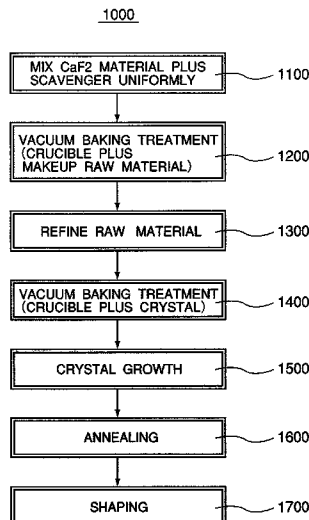 1000
MIX CaF2 MATERIAL PLUS
SCAVENGER UNIFORMLY
1100
VACUUM BAKING TREATMENT
(CRUCIBLE PLUS
MAKEUP RAW MATERIAL)
1200
REFINE RAW MATERIAL
1300
VACUUM BAKING TREATMENT
(CRUCIBLE PLUS CRYSTAL)
1400
CRYSTAL GROWTH
1500
ANNEALING
1600
SHAPING
1700